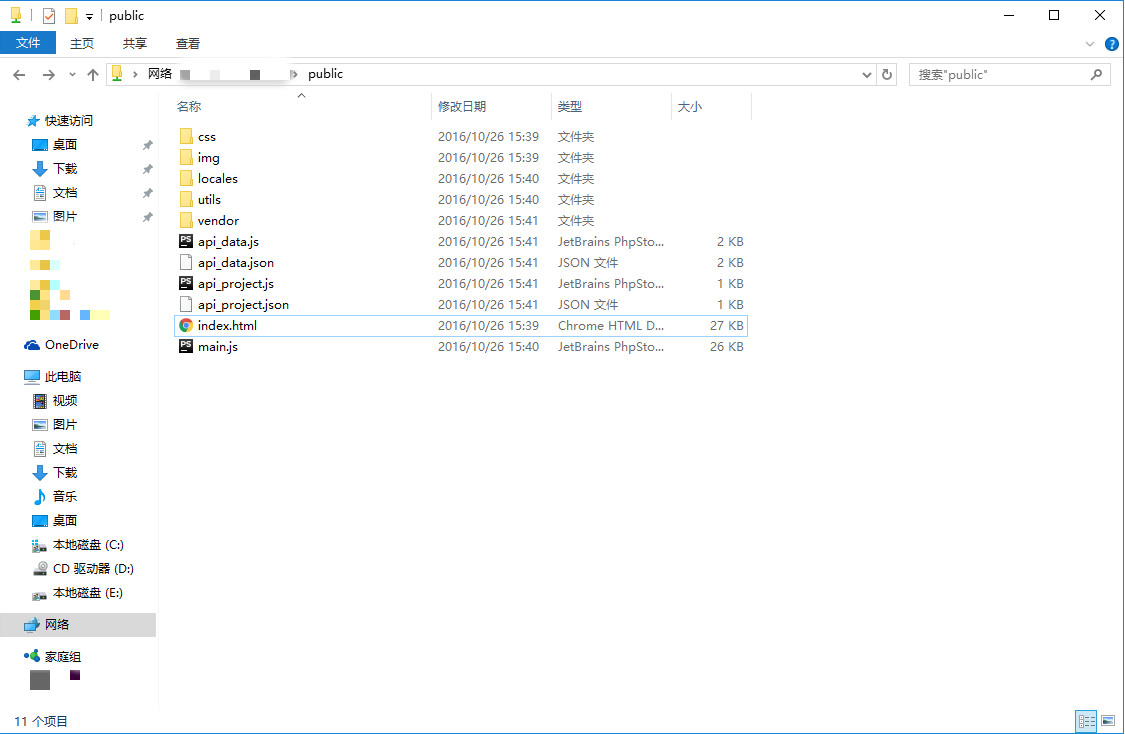 public
文件 主页 共享 查看
网络 public 搜索"public"
名称 修改日期 类型 大小
快速访问
桌面
下载
文档
图片
OneDrive
此电脑
视频
图片
文档
下载
音乐
桌面
本地磁盘 (C:)
CD 驱动器 (D:)
本地磁盘 (E:)
网络
家庭组
css 2016/10/26 15:39 文件夹
img 2016/10/26 15:39 文件夹
locales 2016/10/26 15:40 文件夹
utils 2016/10/26 15:40 文件夹
vendor 2016/10/26 15:41 文件夹
PS api_data.js 2016/10/26 15:41 JetBrains PhpSto... 2 KB
api_data.json 2016/10/26 15:41 JSON 文件 2 KB
PS api_project.js 2016/10/26 15:41 JetBrains PhpSto... 1 KB
api_project.json 2016/10/26 15:41 JSON 文件 1 KB
index.html 2016/10/26 15:39 Chrome HTML D... 27 KB
PS main.js 2016/10/26 15:40 JetBrains PhpSto... 26 KB
11 个项目